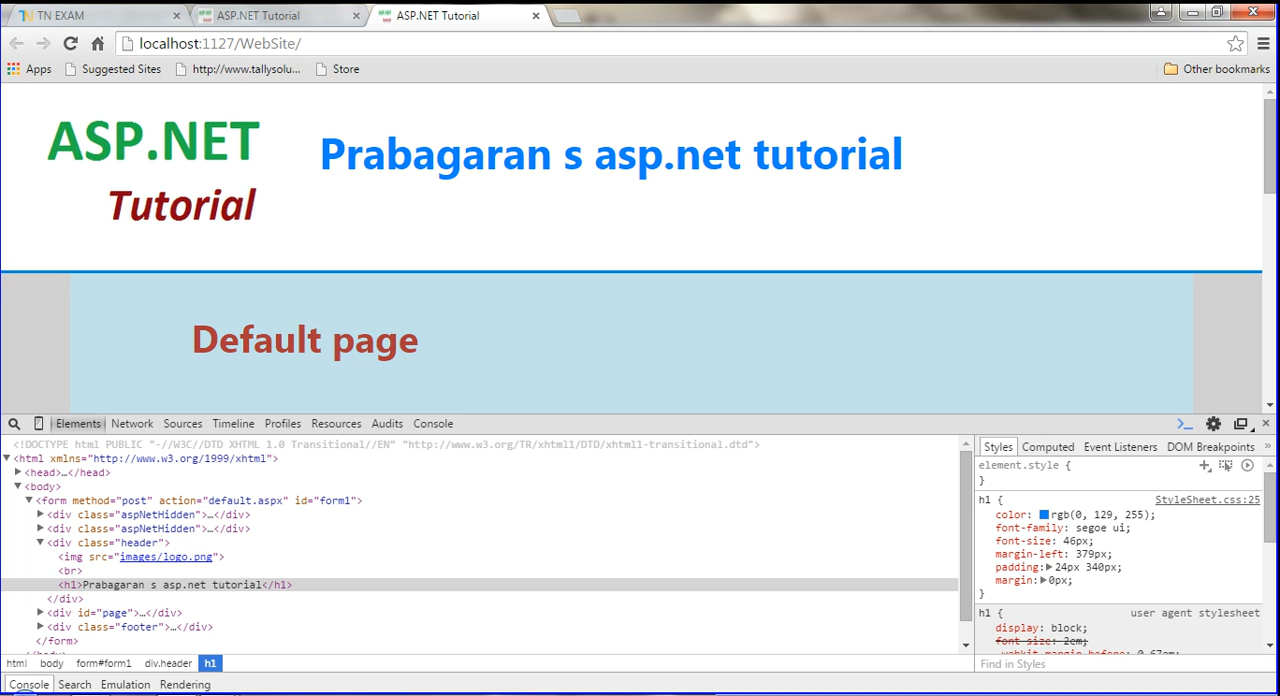 TN EXAM
ASP.NET Tutorial
ASP.NET Tutorial
localhost:1127/WebSite/
Apps Suggested Sites http://www.tallysolu... Store Other bookmarks
ASP.NET
Tutorial
Prabagaran s asp.net tutorial
Default page
Elements Network Sources Timeline Profiles Resources Audits Console
<!DOCTYPE html PUBLIC "-//W3C//DTD XHTML 1.0 Transitional//EN" "http://www.w3.org/TR/xhtml1/DTD/xhtml1-transitional.dtd">
<html xmlns="http://www.w3.org/1999/xhtml">
<head>…</head>
<body>
<form method="post" action="default.aspx" id="form1">
<div class="aspNetHidden">…</div>
<div class="aspNetHidden">…</div>
<div class="header">
<img src="images/logo.png">
<br>
<h1>Prabagaran s asp.net tutorial</h1>
</div>
<div id="page">…</div>
<div class="footer">…</div>
</form>
html body form#form1 div.header h1
Styles Computed Event Listeners DOM Breakpoints »
element.style {
}
h1 { StyleSheet.css:25
color: rgb(0, 129, 255);
font-family: segoe ui;
font-size: 46px;
margin-left: 379px;
padding: 24px 340px;
margin: 0px;
}
h1 { user agent stylesheet
display: block;
font-size: 2em;
-webkit-margin-before: 0.67em;
Find in Styles
Console Search Emulation Rendering